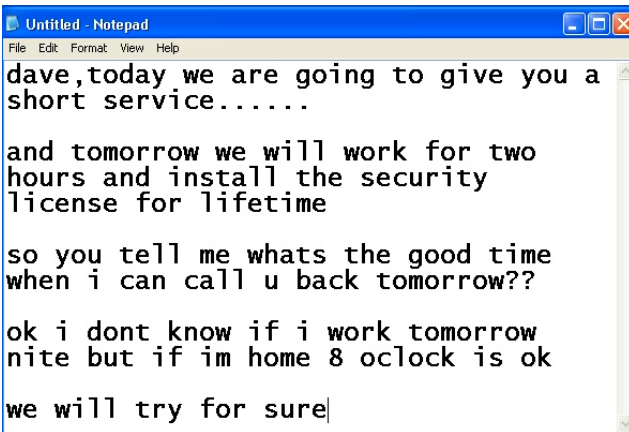 Untitled - Notepad
File Edit Format View Help
dave,today we are going to give you a
short service......
and tomorrow we will work for two
hours and install the security
license for lifetime
so you tell me whats the good time
when i can call u back tomorrow??
ok i dont know if i work tomorrow
nite but if im home 8 oclock is ok
we will try for sure